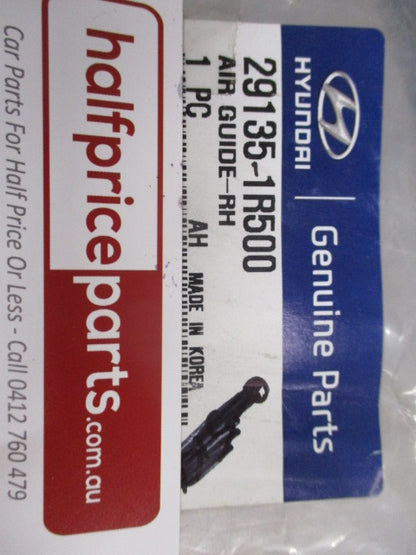 HYUNDAI | Genuine Parts
29135-1R500
AIR GUIDE-RH
1 PC AH MADE IN KOREA
halfpriceparts.com.au
Car Parts For Half Price Or Less - Call 0412 760 479